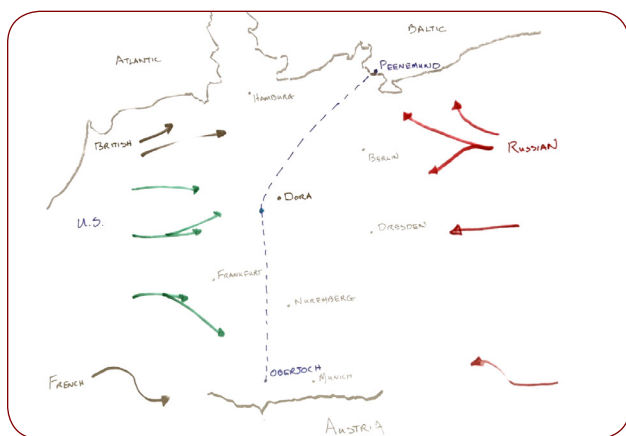 BALTIC
ATLANTIC
PEENEMUND
HAMBURG
BRITISH
BERLIN
RUSSIAN
DORA
U.S.
DRESDEN
FRANKFURT
NUREMBERG
OBERJOCH
MUNICH
FRENCH
AUSTRIA